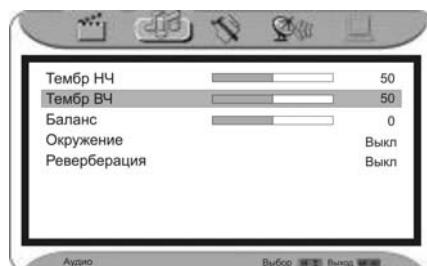 Тембр НЧ 50
Тембр ВЧ 50
Баланс 0
Окружение Выкл
Реверберация Выкл
Аудио Выбор Выход